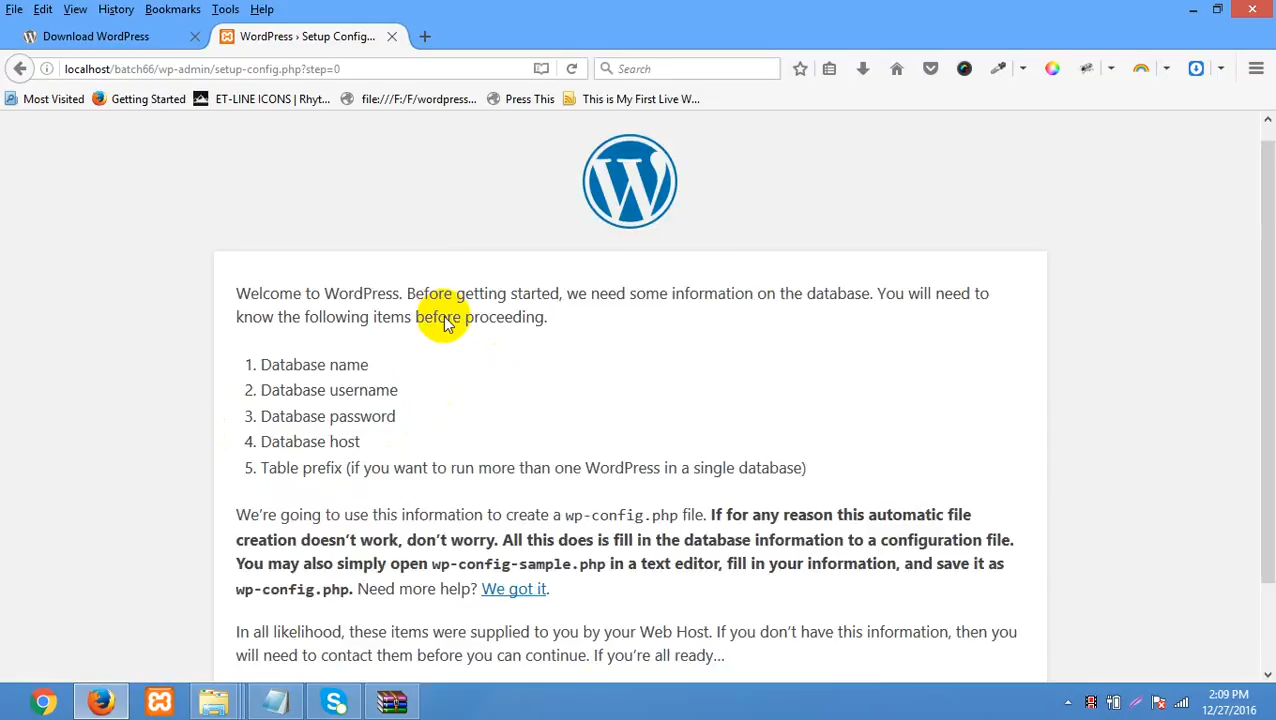 File Edit View History Bookmarks Tools Help
Download WordPress WordPress › Setup Config...
localhost/batch66/wp-admin/setup-config.php?step=0 Search
Most Visited Getting Started ET-LINE ICONS | Rhyt... file:///F:/F/wordpress... Press This This is My First Live W...
Welcome to WordPress. Before getting started, we need some information on the database. You will need to
know the following items before proceeding.
1. Database name
2. Database username
3. Database password
4. Database host
5. Table prefix (if you want to run more than one WordPress in a single database)
We’re going to use this information to create a wp-config.php file. If for any reason this automatic file
creation doesn’t work, don’t worry. All this does is fill in the database information to a configuration file.
You may also simply open wp-config-sample.php in a text editor, fill in your information, and save it as
wp-config.php. Need more help? We got it.
In all likelihood, these items were supplied to you by your Web Host. If you don’t have this information, then you
will need to contact them before you can continue. If you’re all ready…
2:09 PM
12/27/2016